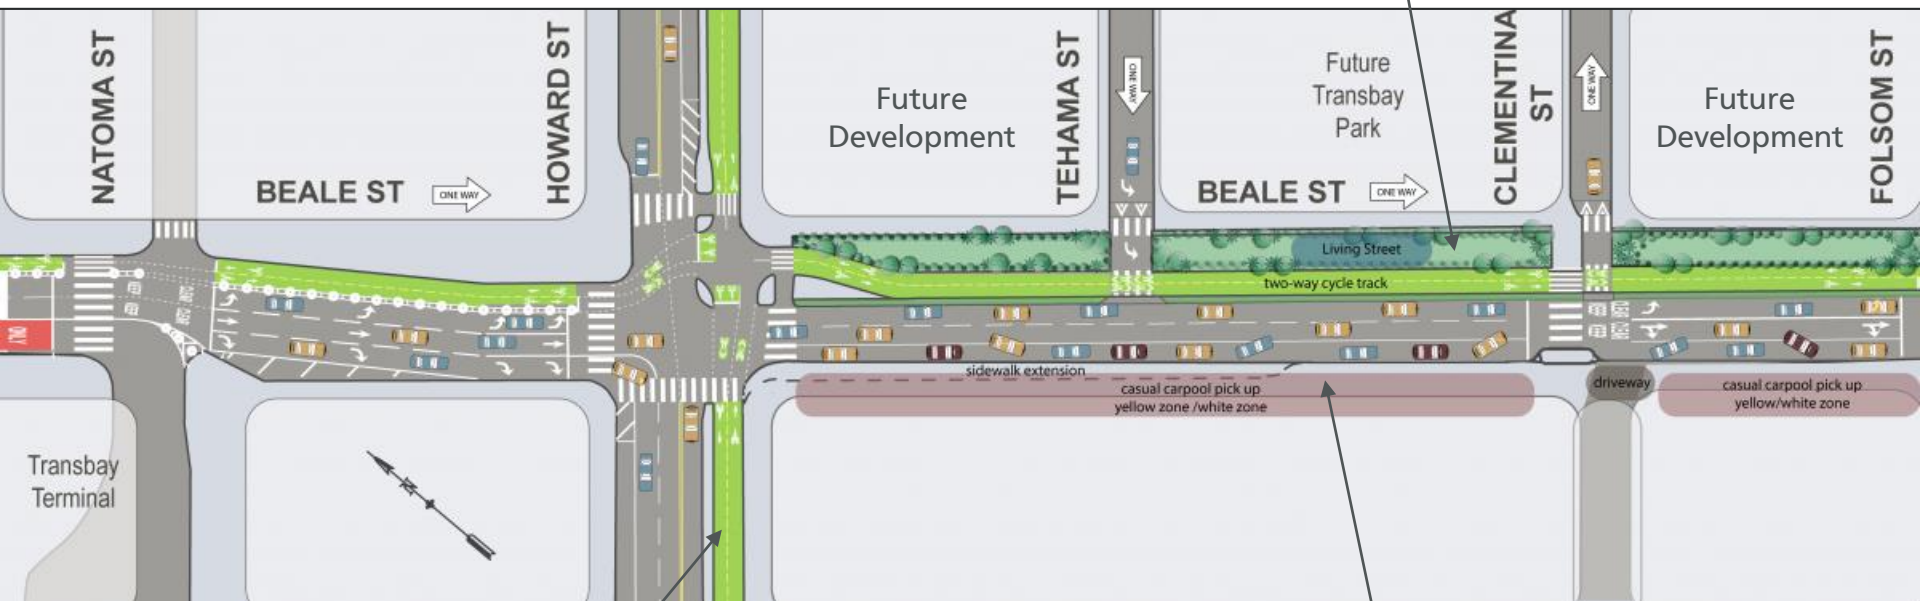 NATOMA ST
BEALE ST
ONE WAY
HOWARD ST
Future
Development
TEHAMA ST
ONE WAY
Future
Transbay
Park
BEALE ST
ONE WAY
CLEMENTINA
ST
ONE WAY
Future
Development
FOLSOM ST
Living Street
two-way cycle track
ONLY
sidewalk extension
casual carpool pick up
yellow zone /white zone
driveway
casual carpool pick up
yellow/white zone
Transbay
Terminal
N